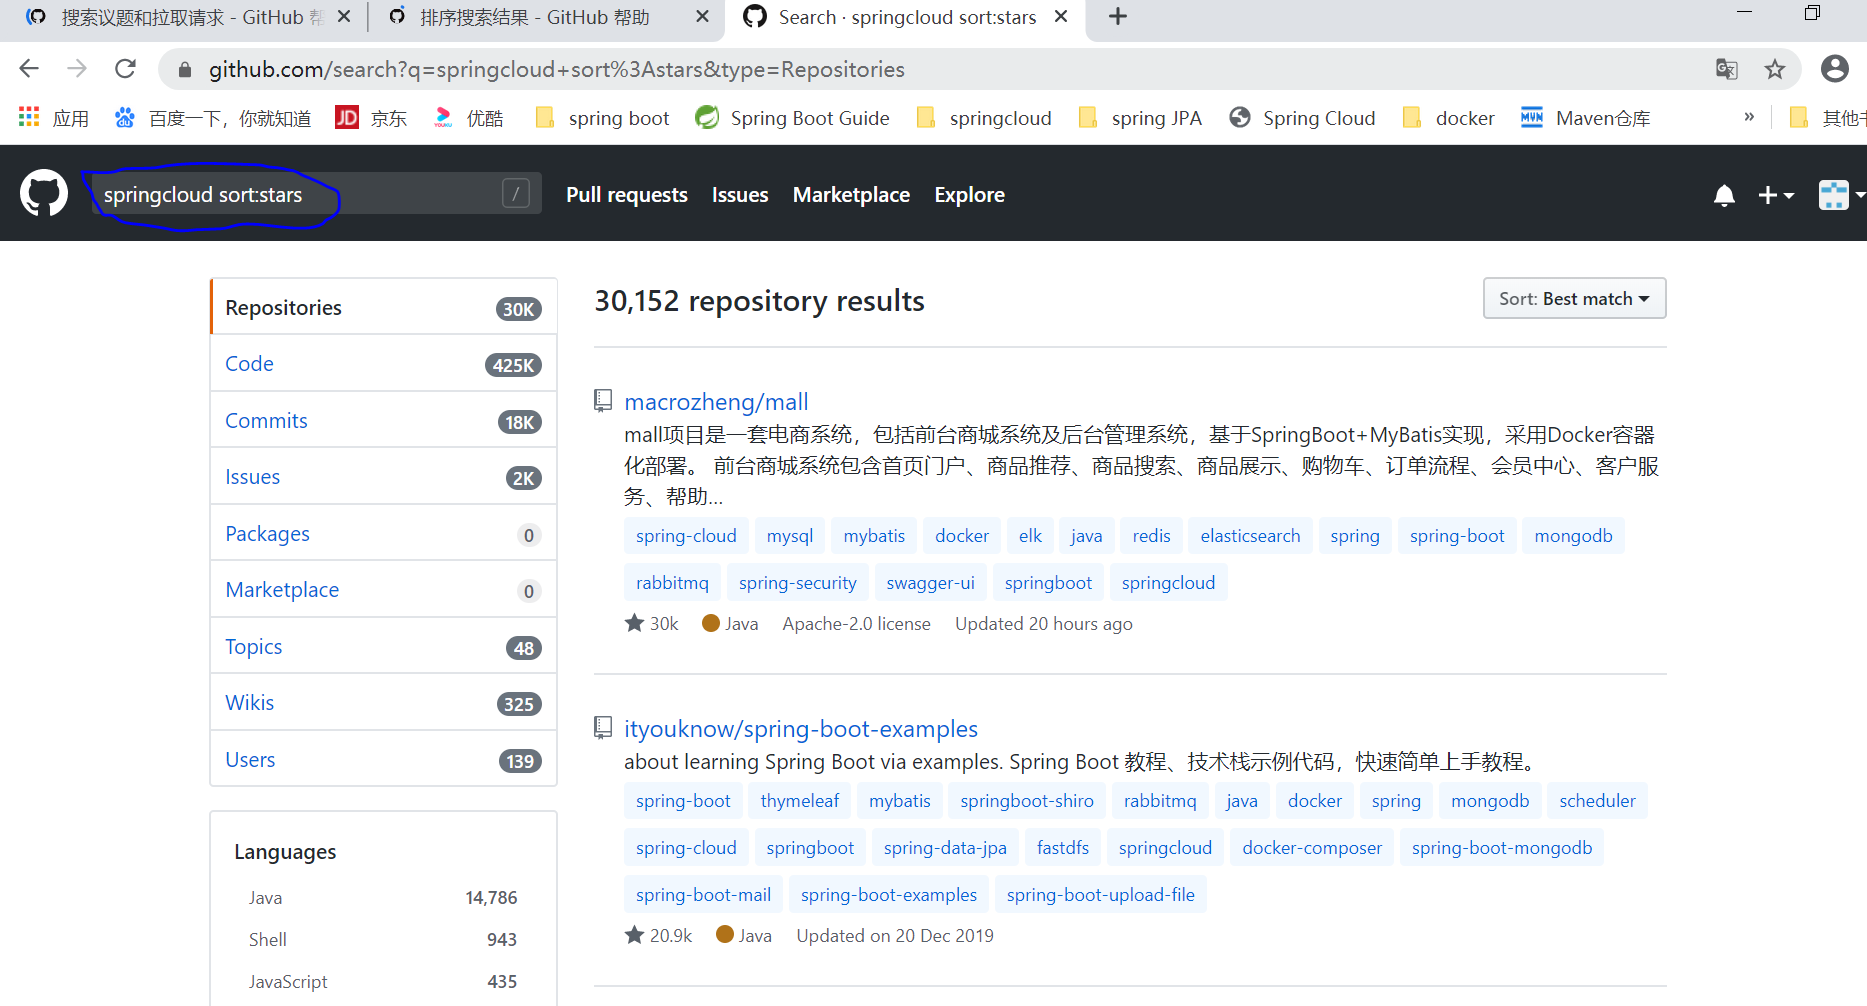 搜索议题和拉取请求 - GitHub 帮
排序搜索结果 - GitHub 帮助
Search · springcloud sort:stars
github.com/search?q=springcloud+sort%3Astars&type=Repositories
应用 百度一下，你就知道 JD 京东 YOUKU 优酷 spring boot Spring Boot Guide springcloud spring JPA Spring Cloud docker MVN Maven仓库 » 其他
springcloud sort:stars / Pull requests Issues Marketplace Explore
Repositories 30K
Code 425K
Commits 18K
Issues 2K
Packages 0
Marketplace 0
Topics 48
Wikis 325
Users 139
Languages
Java 14,786
Shell 943
JavaScript 435
30,152 repository results
Sort: Best match
macrozheng/mall
mall项目是一套电商系统，包括前台商城系统及后台管理系统，基于SpringBoot+MyBatis实现，采用Docker容器
化部署。 前台商城系统包含首页门户、商品推荐、商品搜索、商品展示、购物车、订单流程、会员中心、客户服
务、帮助...
spring-cloud mysql mybatis docker elk java redis elasticsearch spring spring-boot mongodb
rabbitmq spring-security swagger-ui springboot springcloud
30k Java Apache-2.0 license Updated 20 hours ago
ityouknow/spring-boot-examples
about learning Spring Boot via examples. Spring Boot 教程、技术栈示例代码，快速简单上手教程。
spring-boot thymeleaf mybatis springboot-shiro rabbitmq java docker spring mongodb scheduler
spring-cloud springboot spring-data-jpa fastdfs springcloud docker-composer spring-boot-mongodb
spring-boot-mail spring-boot-examples spring-boot-upload-file
20.9k Java Updated on 20 Dec 2019